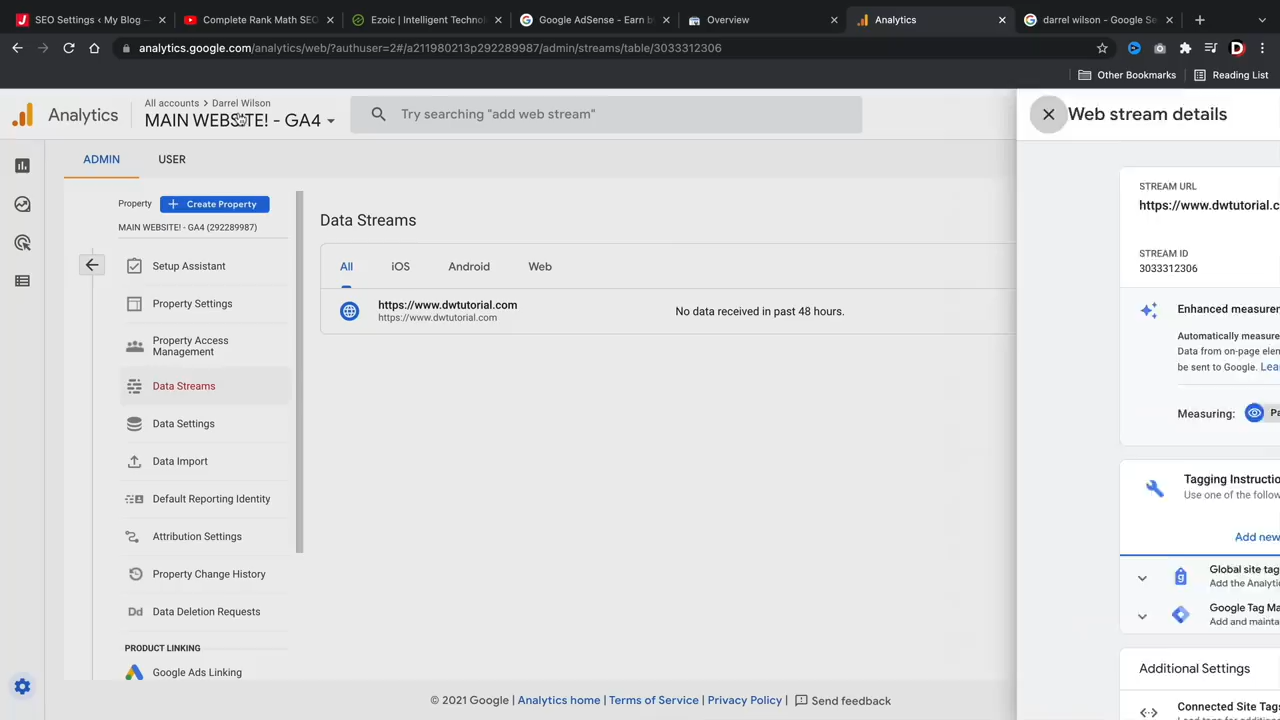 SEO Settings ‹ My Blog —
Complete Rank Math SEO
Ezoic | Intelligent Technol
Google AdSense - Earn b
Overview
Analytics
darrel wilson - Google Se
analytics.google.com/analytics/web/?authuser=2#/a211980213p292289987/admin/streams/table/3033312306
D
Other Bookmarks
Reading List
Analytics
All accounts > Darrel Wilson
MAIN WEBSITE! - GA4
Try searching "add web stream"
Web stream details
ADMIN
USER
Property
+ Create Property
MAIN WEBSITE! - GA4 (292289987)
Setup Assistant
Property Settings
Property Access
Management
Data Streams
Data Settings
Data Import
Default Reporting Identity
Attribution Settings
Property Change History
Dd Data Deletion Requests
PRODUCT LINKING
Google Ads Linking
Data Streams
All
iOS
Android
Web
https://www.dwtutorial.com
https://www.dwtutorial.com
No data received in past 48 hours.
STREAM URL
https://www.dwtutorial.c
STREAM ID
3033312306
Enhanced measurer
Automatically measure
Data from on-page elen
be sent to Google. Lea
Measuring:
Pa
Tagging Instructio
Use one of the follow
Add new
Global site tag
Add the Analytic
Google Tag Ma
Add and mainta
Additional Settings
Connected Site Tags
© 2021 Google | Analytics home | Terms of Service | Privacy Policy | Send feedback